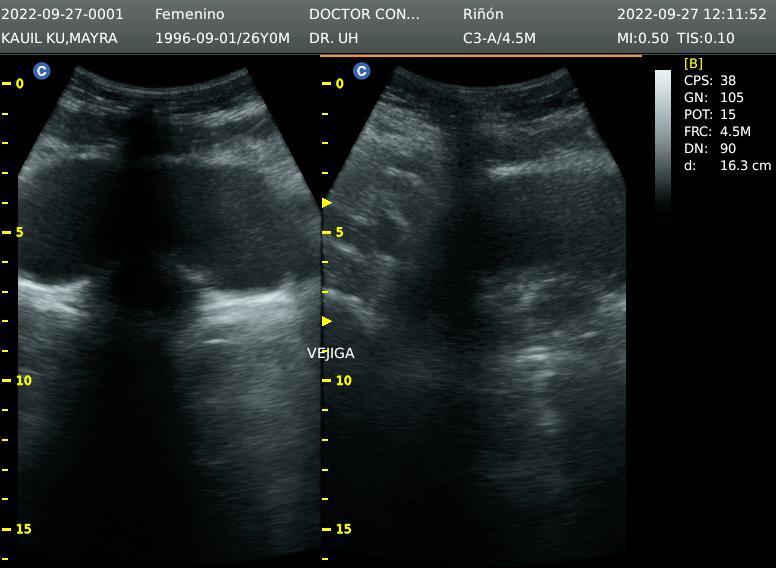 2022-09-27-0001 Femenino DOCTOR CON... Riñón 2022-09-27 12:11:52
KAUIL KU,MAYRA 1996-09-01/26Y0M DR. UH C3-A/4.5M MI:0.50 TIS:0.10
C C
[B]
0 0
CPS: 38
GN: 105
POT: 15
FRC: 4.5M
DN: 90
d: 16.3 cm
5 5
VEJIGA
10 10
15 15